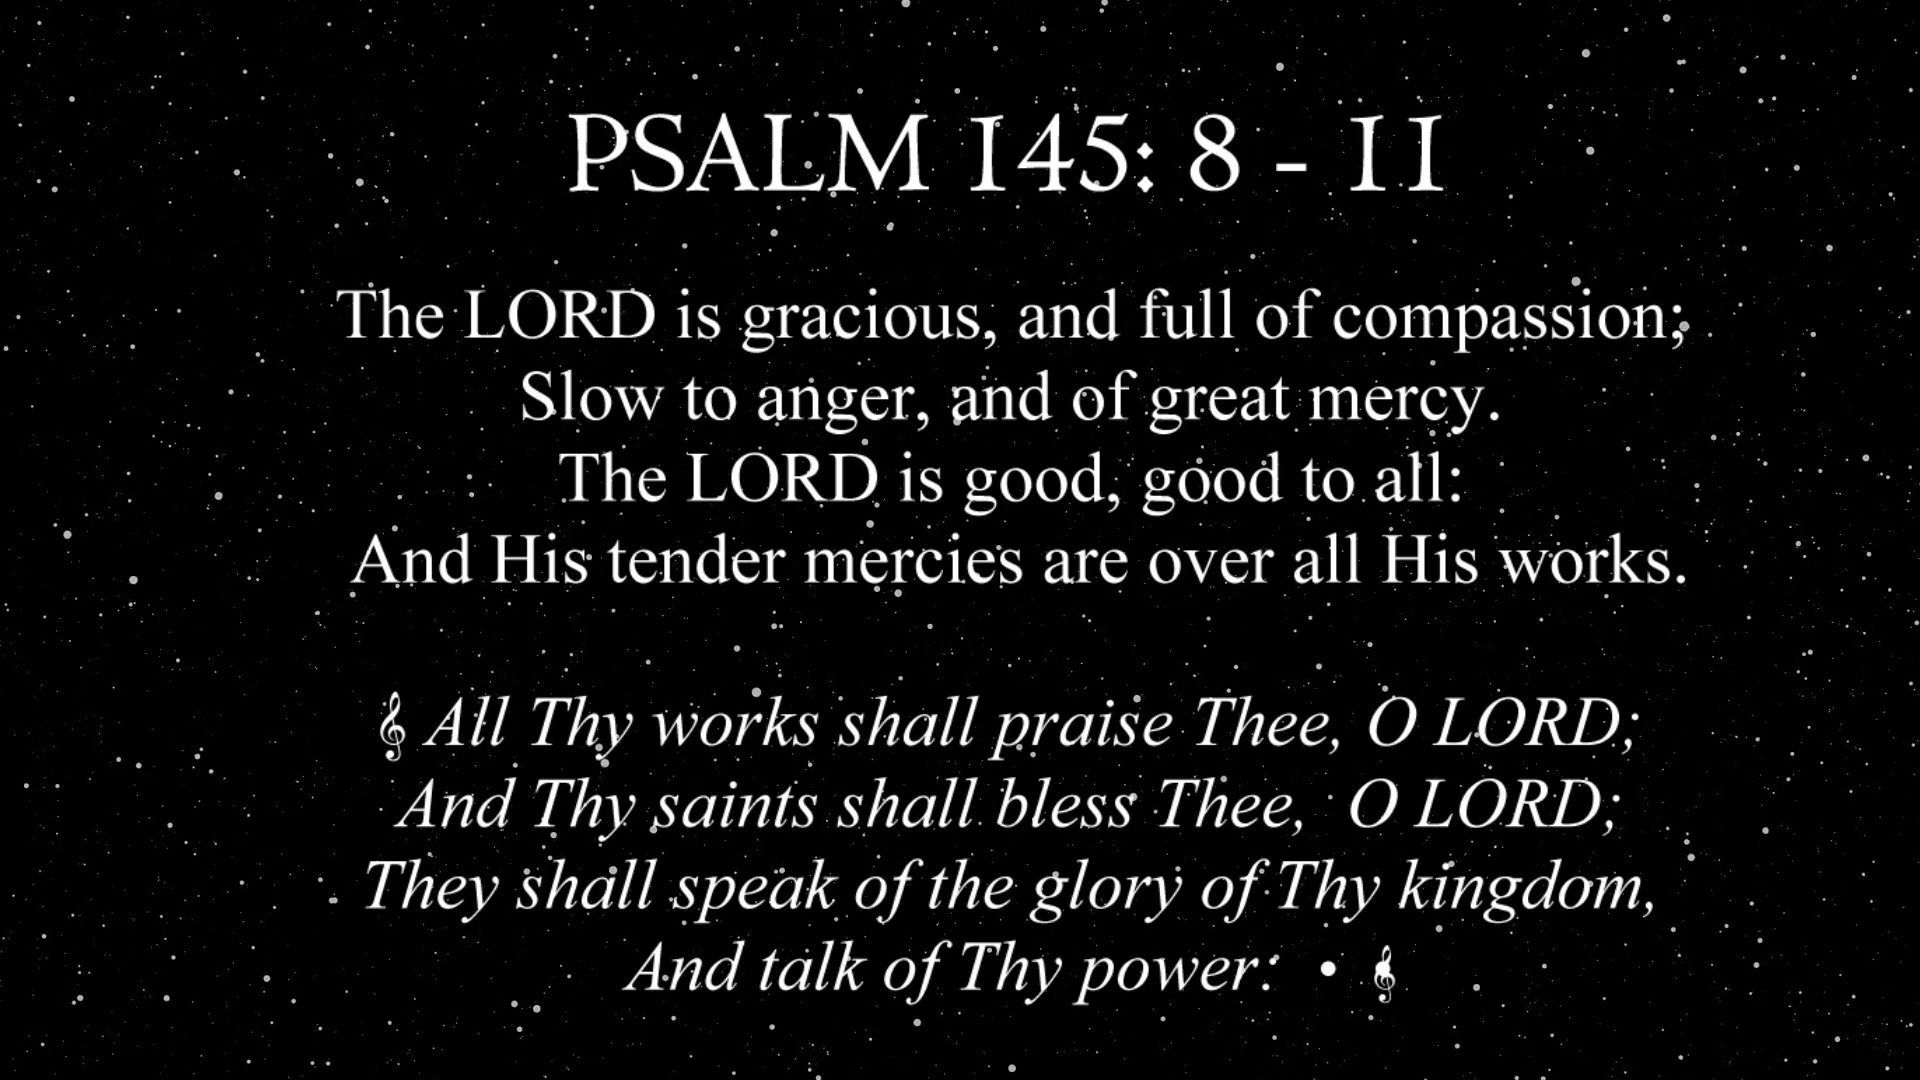 PSALM 145: 8 - 11
The LORD is gracious, and full of compassion;
Slow to anger, and of great mercy.
The LORD is good, good to all:
And His tender mercies are over all His works.
𝄞 All Thy works shall praise Thee, O LORD;
And Thy saints shall bless Thee, O LORD;
They shall speak of the glory of Thy kingdom,
And talk of Thy power: • 𝄞